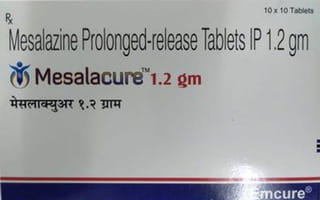 Rx 10 x 10 Tablets
Mesalazine Prolonged-release Tablets IP 1.2 gm
Mesalacure™ 1.2 gm
मेसलाक्युअर १.२ ग्राम
Emcure®